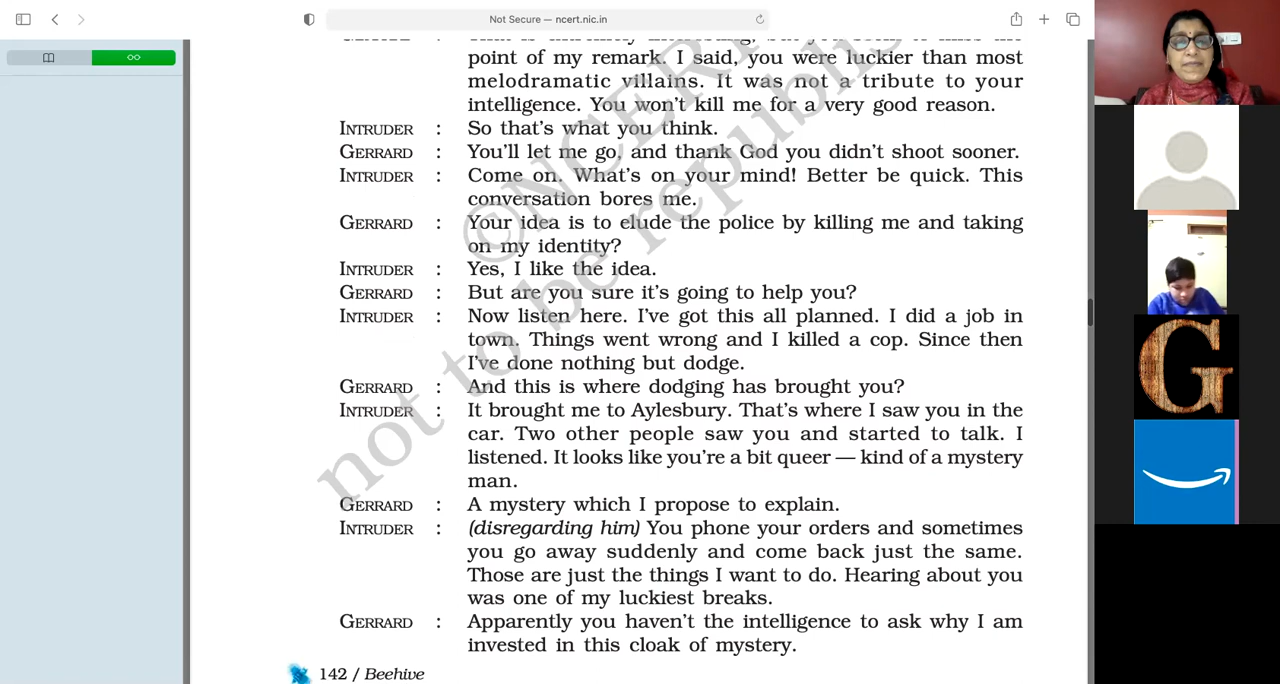 Not Secure — ncert.nic.in
point of my remark. I said, you were luckier than most
melodramatic villains. It was not a tribute to your
intelligence. You won't kill me for a very good reason.
INTRUDER : So that's what you think.
GERRARD : You'll let me go, and thank God you didn't shoot sooner.
INTRUDER : Come on. What's on your mind! Better be quick. This
conversation bores me.
GERRARD : Your idea is to elude the police by killing me and taking
on my identity?
INTRUDER : Yes, I like the idea.
GERRARD : But are you sure it's going to help you?
INTRUDER : Now listen here. I've got this all planned. I did a job in
town. Things went wrong and I killed a cop. Since then
I've done nothing but dodge.
GERRARD : And this is where dodging has brought you?
INTRUDER : It brought me to Aylesbury. That's where I saw you in the
car. Two other people saw you and started to talk. I
listened. It looks like you're a bit queer — kind of a mystery
man.
GERRARD : A mystery which I propose to explain.
INTRUDER : (disregarding him) You phone your orders and sometimes
you go away suddenly and come back just the same.
Those are just the things I want to do. Hearing about you
was one of my luckiest breaks.
GERRARD : Apparently you haven't the intelligence to ask why I am
invested in this cloak of mystery.
142 / Beehive
©NCERT
not to be republish
G